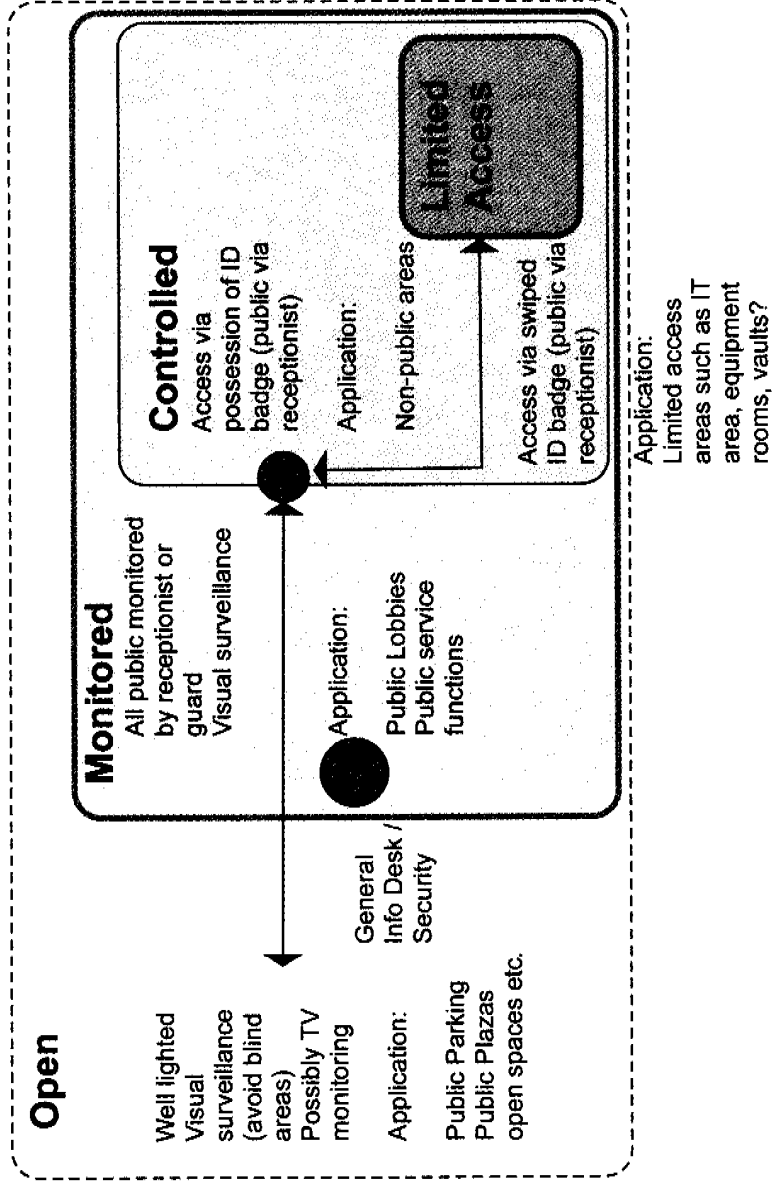 Open
Well lighted
Visual
surveillance
(avoid blind
areas)
Possibly TV
monitoring
Application:
Public Parking
Public Plazas
open spaces etc.
General
Info Desk /
Security
Monitored
All public monitored
by receptionist or
guard
Visual surveillance
Application:
Public Lobbies
Public service
functions
Controlled
Access via
possession of ID
badge (public via
receptionist)
Application:
Non-public areas
Access via swiped
ID badge (public via
receptionist)
Limited
Access
Application:
Limited access
areas such as IT
area, equipment
rooms, vaults?